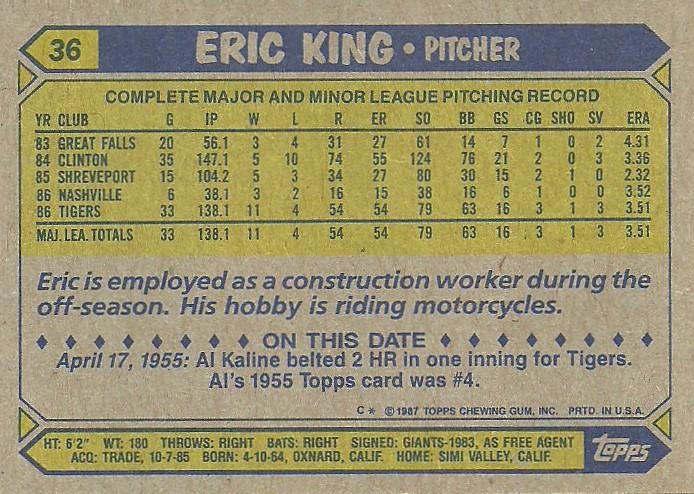 36 ERIC KING • PITCHER
COMPLETE MAJOR AND MINOR LEAGUE PITCHING RECORD
YR CLUB G IP W L R ER SO BB GS CG SHO SV ERA
83 GREAT FALLS 20 56.1 3 4 31 27 61 14 7 1 0 2 4.31
84 CLINTON 35 147.1 5 10 74 55 124 76 21 2 0 3 3.36
85 SHREVEPORT 15 104.2 5 3 34 27 80 30 15 2 1 0 2.32
86 NASHVILLE 6 38.1 3 2 16 15 38 16 6 1 0 0 3.52
86 TIGERS 33 138.1 11 4 54 54 79 63 16 3 1 3 3.51
MAJ. LEA. TOTALS 33 138.1 11 4 54 54 79 63 16 3 1 3 3.51
Eric is employed as a construction worker during the
off-season. His hobby is riding motorcycles.
♦ ♦ ♦ ♦ ♦ ♦ ♦ ♦ ON THIS DATE ♦ ♦ ♦ ♦ ♦ ♦ ♦ ♦
April 17, 1955: Al Kaline belted 2 HR in one inning for Tigers.
Al's 1955 Topps card was #4.
C * © 1987 TOPPS CHEWING GUM, INC. PRTD. IN U.S.A.
HT: 6'2" WT: 180 THROWS: RIGHT BATS: RIGHT SIGNED: GIANTS-1983, AS FREE AGENT
ACQ: TRADE, 10-7-85 BORN: 4-10-64, OXNARD, CALIF. HOME: SIMI VALLEY, CALIF.
topps